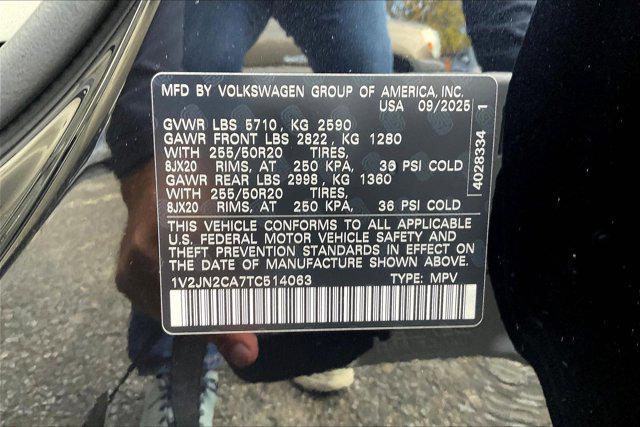 MFD BY VOLKSWAGEN GROUP OF AMERICA, INC.
USA 09/2025
GVWR LBS 5710, KG 2590
GAWR FRONT LBS 2822, KG 1280
WITH 255/50R20 TIRES,
8JX20 RIMS, AT 250 KPA, 36 PSI COLD
GAWR REAR LBS 2998, KG 1360
WITH 255/50R20 TIRES,
8JX20 RIMS, AT 250 KPA, 36 PSI COLD
4028334 1
THIS VEHICLE CONFORMS TO ALL APPLICABLE
U.S. FEDERAL MOTOR VEHICLE SAFETY AND
THEFT PREVENTION STANDARDS IN EFFECT ON
THE DATE OF MANUFACTURE SHOWN ABOVE.
1V2JN2CA7TC514063 TYPE: MPV